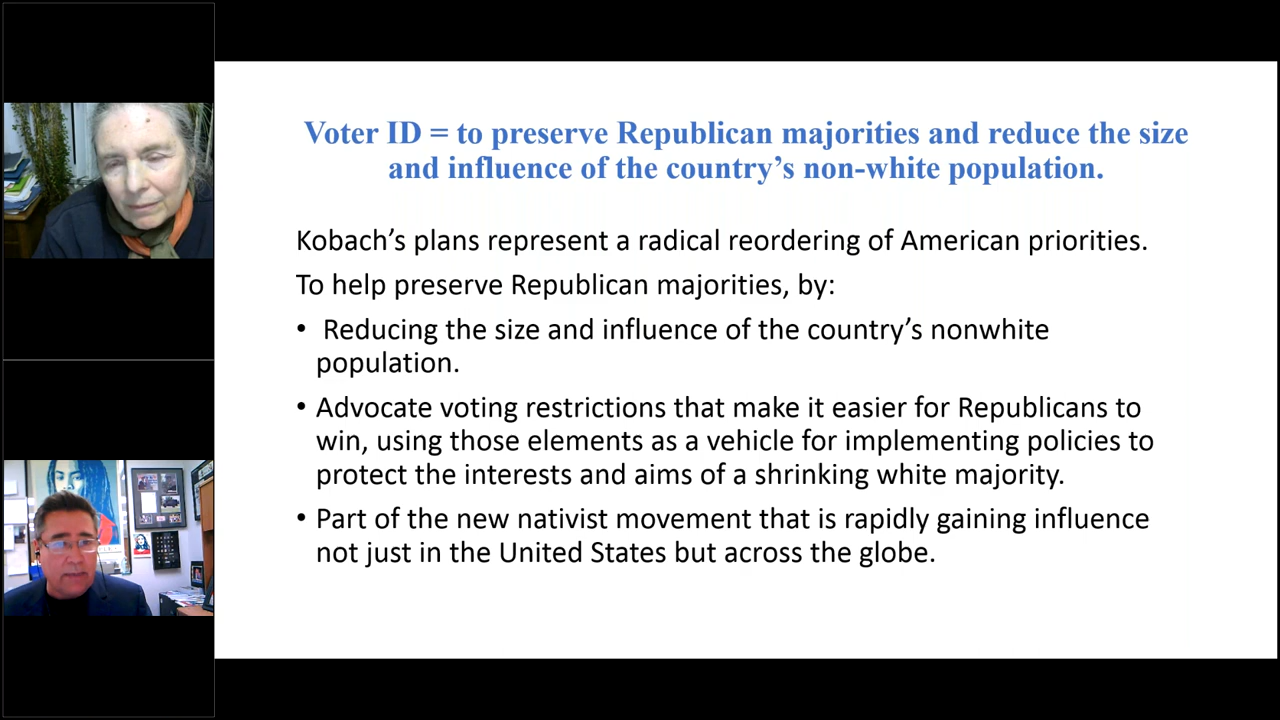 Voter ID = to preserve Republican majorities and reduce the size
and influence of the country’s non-white population.
Kobach’s plans represent a radical reordering of American priorities.
To help preserve Republican majorities, by:
• Reducing the size and influence of the country’s nonwhite
population.
• Advocate voting restrictions that make it easier for Republicans to
win, using those elements as a vehicle for implementing policies to
protect the interests and aims of a shrinking white majority.
• Part of the new nativist movement that is rapidly gaining influence
not just in the United States but across the globe.